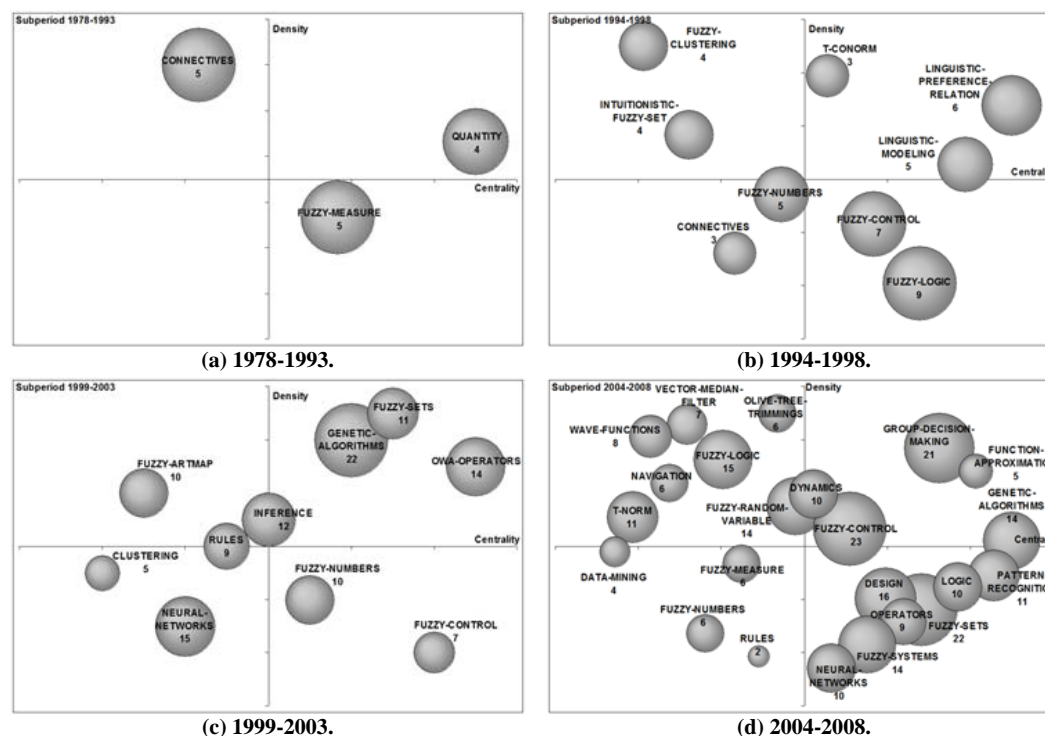 Subperiod 1978-1993
Density
CONNECTIVES
5
QUANTITY
4
Centrality
FUZZY-MEASURE
5
(a) 1978-1993.
Subperiod 1994-1998
Density
FUZZY-
CLUSTERING
4
T-CONORM
3
LINGUISTIC-
PREFERENCE-
RELATION
6
INTUITIONISTIC-
FUZZY-SET
4
LINGUISTIC-
MODELING
5
Centrality
FUZZY-NUMBERS
5
CONNECTIVES
3
FUZZY-CONTROL
7
FUZZY-LOGIC
9
(b) 1994-1998.
Subperiod 1999-2003
Density
FUZZY-SETS
11
GENETIC-
ALGORITHMS
22
OWA-OPERATORS
14
FUZZY-ARTMAP
10
INFERENCE
12
RULES
9
Centrality
CLUSTERING
5
FUZZY-NUMBERS
10
NEURAL-
NETWORKS
15
FUZZY-CONTROL
7
(c) 1999-2003.
Subperiod 2004-2008
Density
VECTOR-MEDIAN-
FILTER
7
OLIVE-TREE-
TRIMMINGS
6
WAVE-FUNCTIONS
8
FUZZY-LOGIC
15
GROUP-DECISION-
MAKING
21
FUNCTION-
APPROXIMATIO
5
NAVIGATION
6
DYNAMICS
10
GENETIC-
ALGORITHMS
14
T-NORM
11
FUZZY-RANDOM-
VARIABLE
14
FUZZY-CONTROL
23
Central
DATA-MINING
4
FUZZY-MEASURE
6
DESIGN
16
LOGIC
10
PATTERN
RECOGNITIO
11
OPERATORS
9
FUZZY-SETS
22
FUZZY-NUMBERS
6
RULES
2
FUZZY-SYSTEMS
14
NEURAL-
NETWORKS
10
(d) 2004-2008.